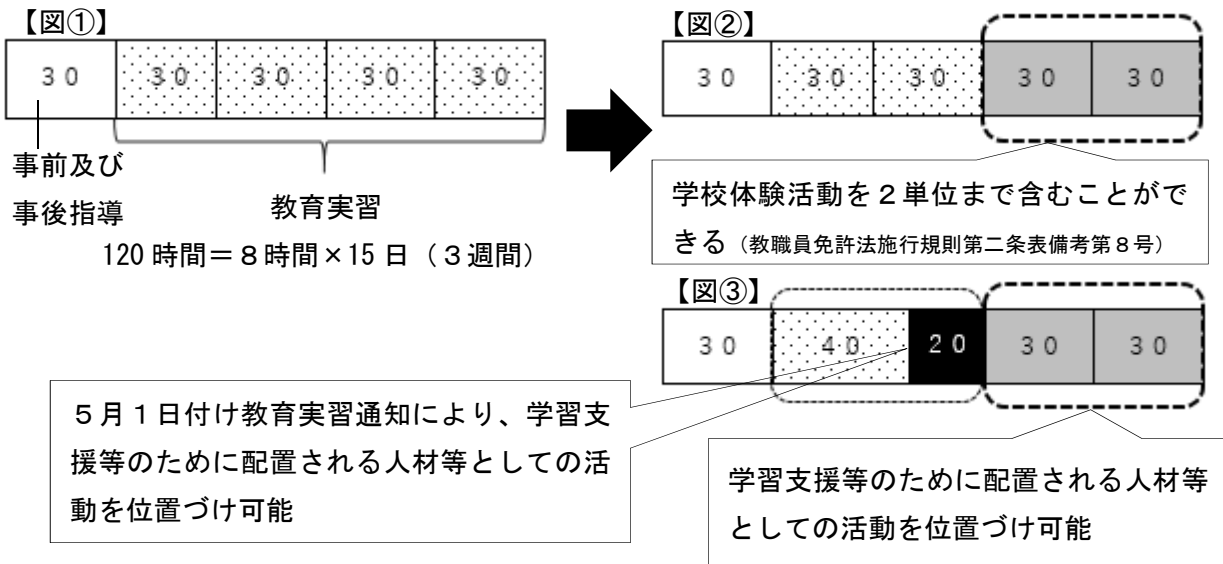 【図①】
30 30 30 30 30
事前及び
事後指導
教育実習
120時間=8時間×15日(3週間)
【図②】
30 30 30 30 30
学校体験活動を2単位まで含むことがで
きる(教職員免許法施行規則第二条表備考第8号)
【図③】
30 40 20 30 30
5月1日付け教育実習通知により、学習支
援等のために配置される人材等としての活
動を位置づけ可能
学習支援等のために配置される人材等
としての活動を位置づけ可能